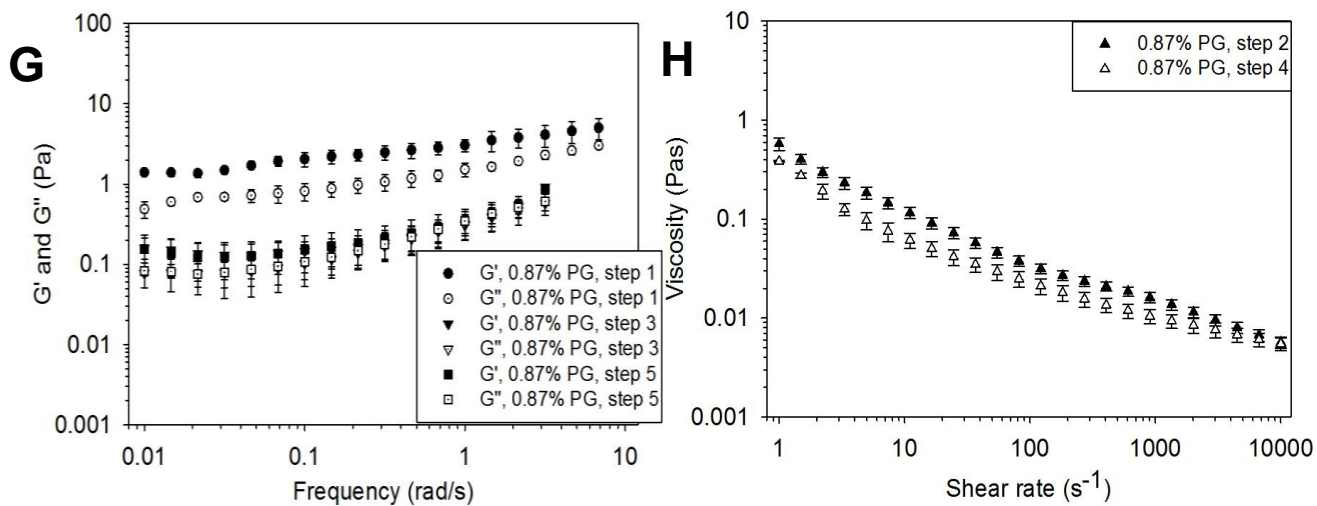 G
G' and G" (Pa)
100
10
1
0.1
0.01
0.001
G', 0.87% PG, step 1
G", 0.87% PG, step 1
G', 0.87% PG, step 3
G", 0.87% PG, step 3
G', 0.87% PG, step 5
G", 0.87% PG, step 5
0.01 0.1 1 10
Frequency (rad/s)
H
Viscosity (Pas)
10
1
0.1
0.01
0.001
0.87% PG, step 2
0.87% PG, step 4
1 10 100 1000 10000
Shear rate (s⁻¹)